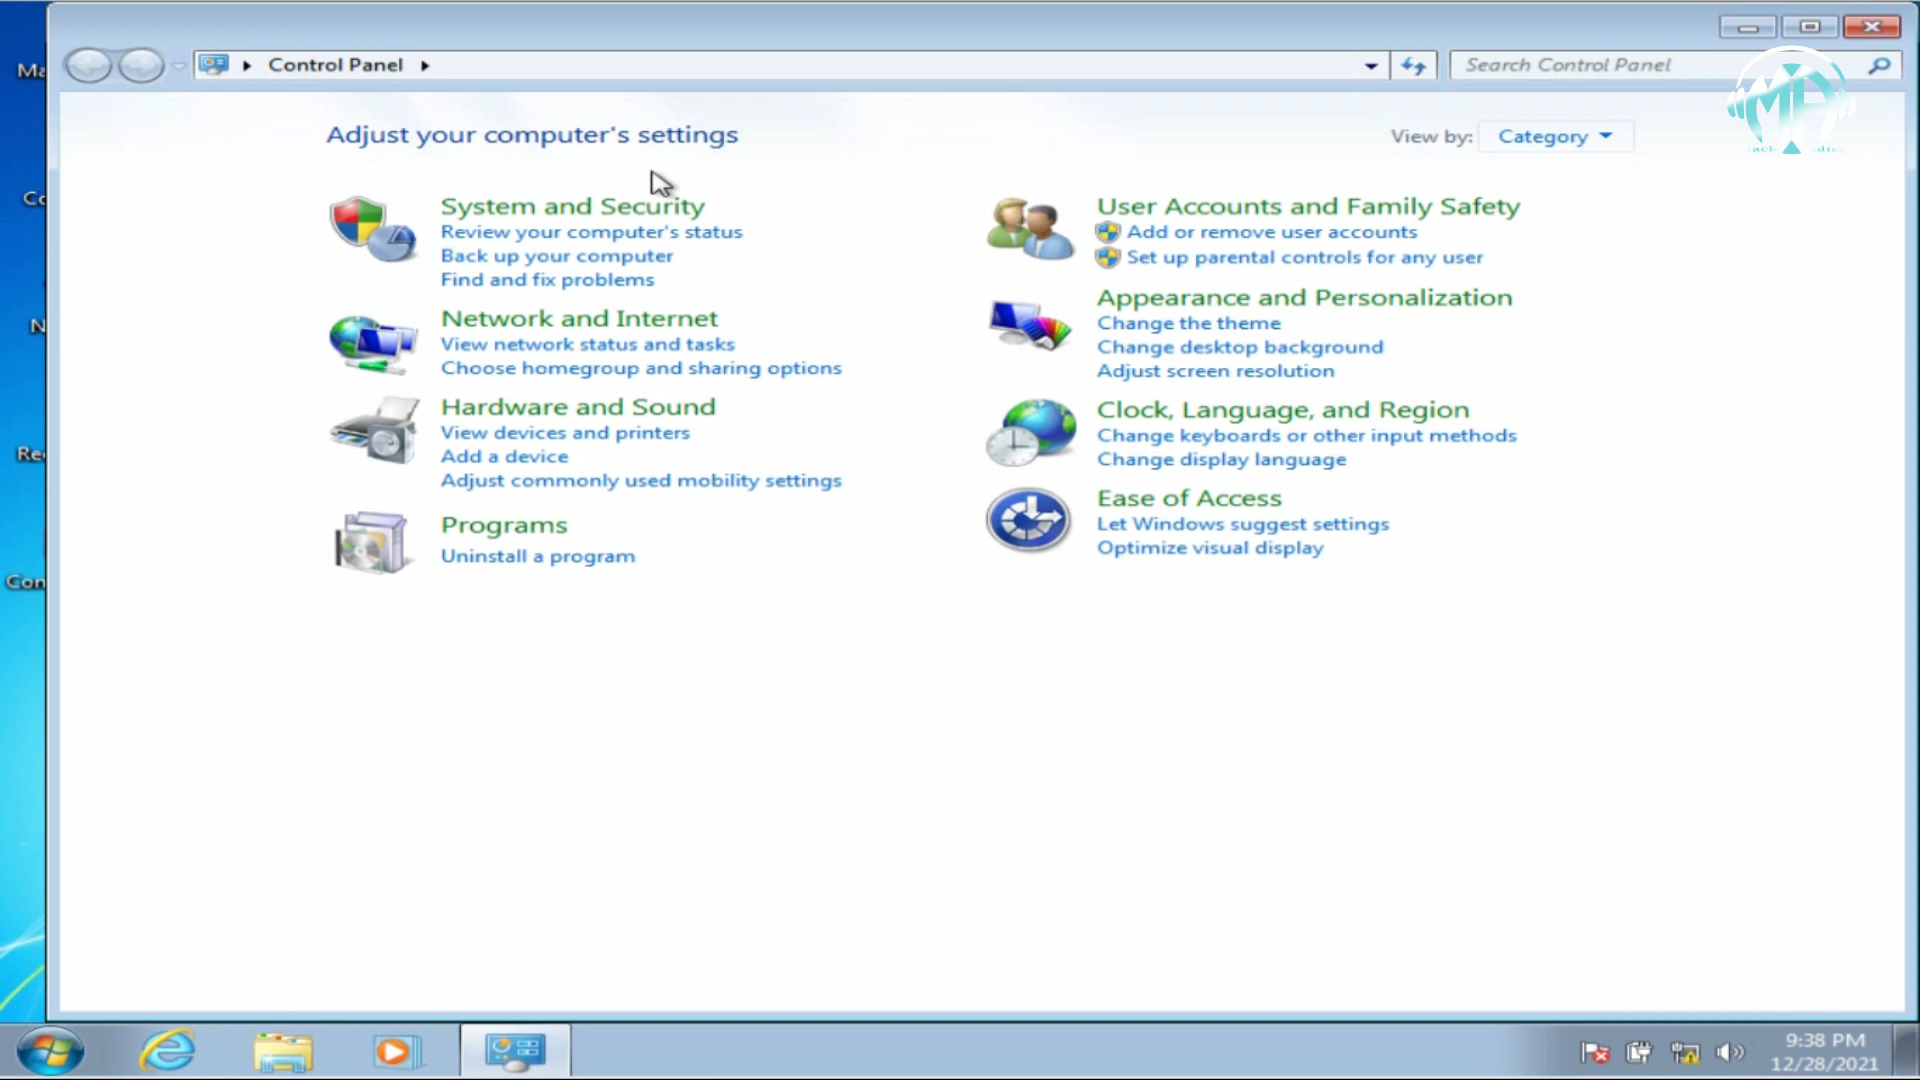 Control Panel
Search Control Panel
Adjust your computer's settings
View by: Category
System and Security
Review your computer's status
Back up your computer
Find and fix problems
Network and Internet
View network status and tasks
Choose homegroup and sharing options
Hardware and Sound
View devices and printers
Add a device
Adjust commonly used mobility settings
Programs
Uninstall a program
User Accounts and Family Safety
Add or remove user accounts
Set up parental controls for any user
Appearance and Personalization
Change the theme
Change desktop background
Adjust screen resolution
Clock, Language, and Region
Change keyboards or other input methods
Change display language
Ease of Access
Let Windows suggest settings
Optimize visual display
Ma
Co
N
Re
Con
9:38 PM
12/28/2021